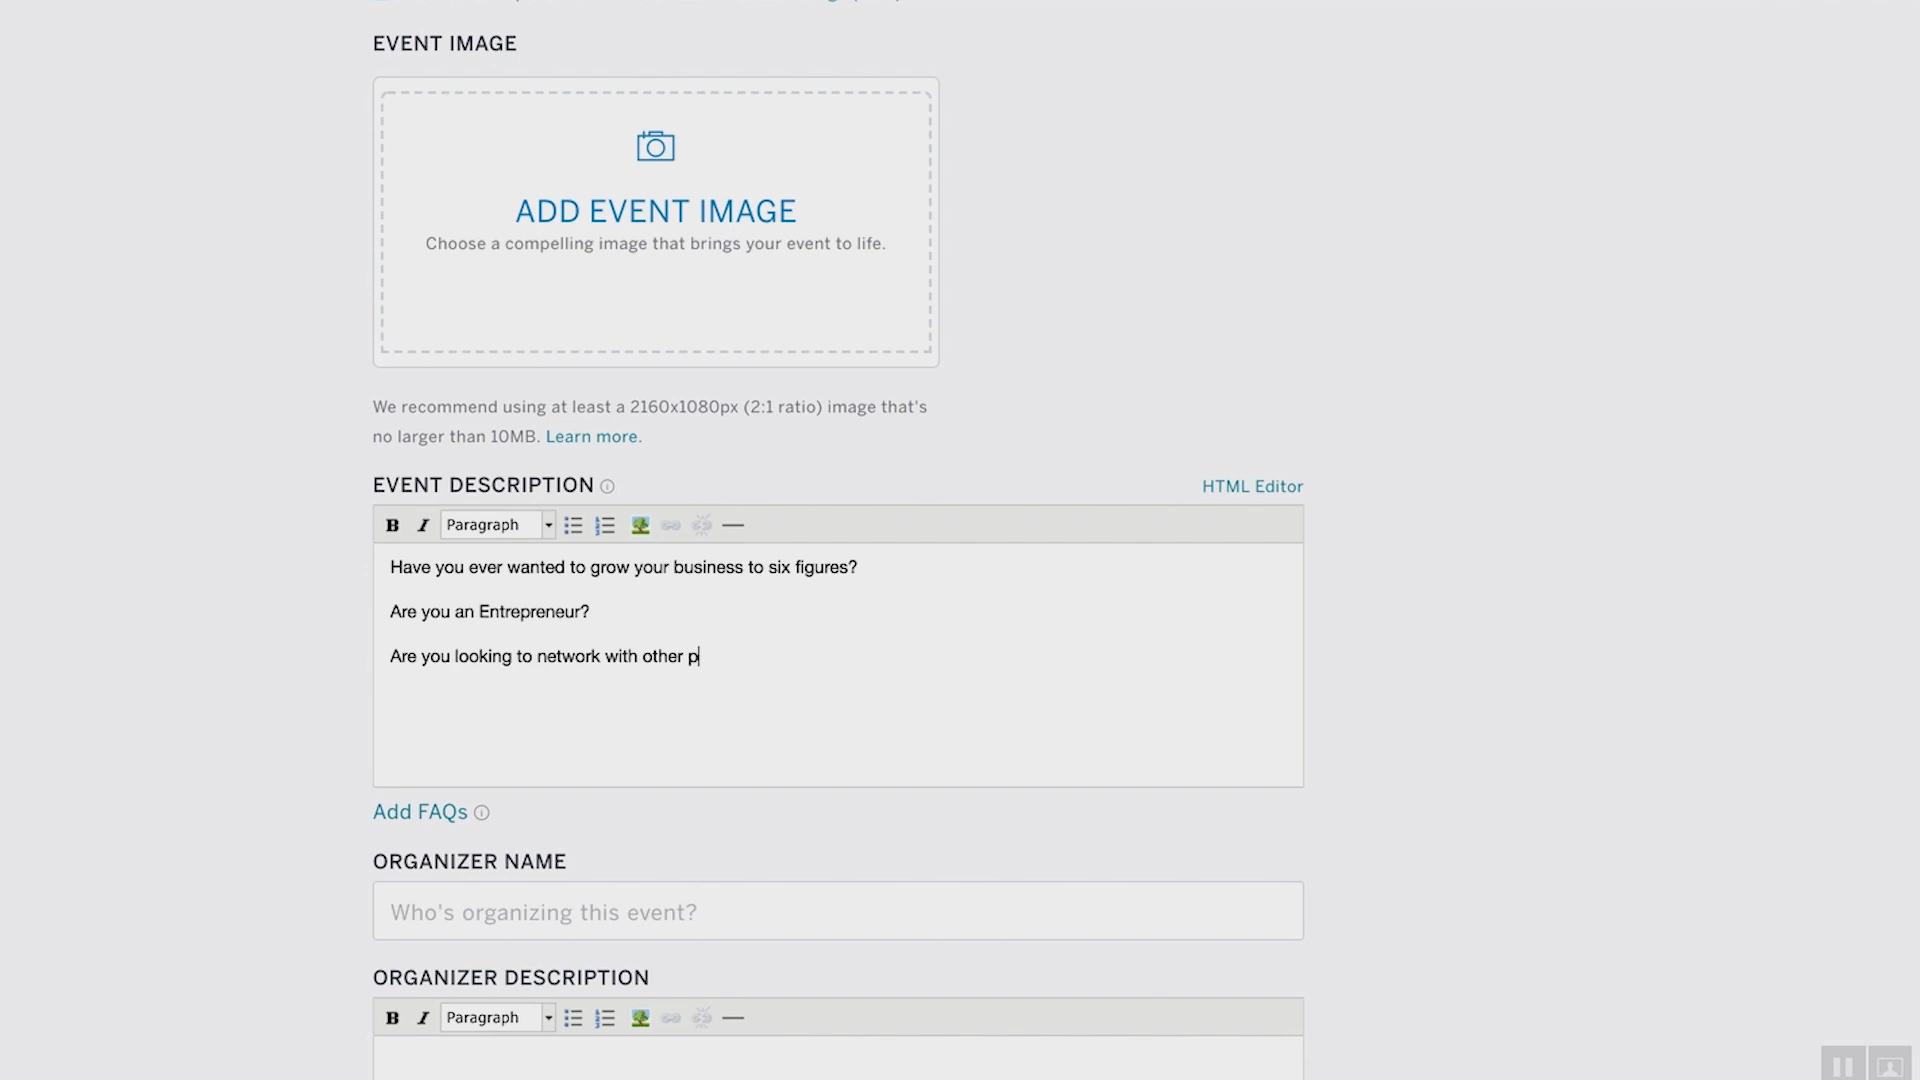 EVENT IMAGE
ADD EVENT IMAGE
Choose a compelling image that brings your event to life.
We recommend using at least a 2160x1080px (2:1 ratio) image that's
no larger than 10MB. Learn more.
EVENT DESCRIPTION
HTML Editor
B I Paragraph
Have you ever wanted to grow your business to six figures?
Are you an Entrepreneur?
Are you looking to network with other p
Add FAQs
ORGANIZER NAME
Who's organizing this event?
ORGANIZER DESCRIPTION
B I Paragraph